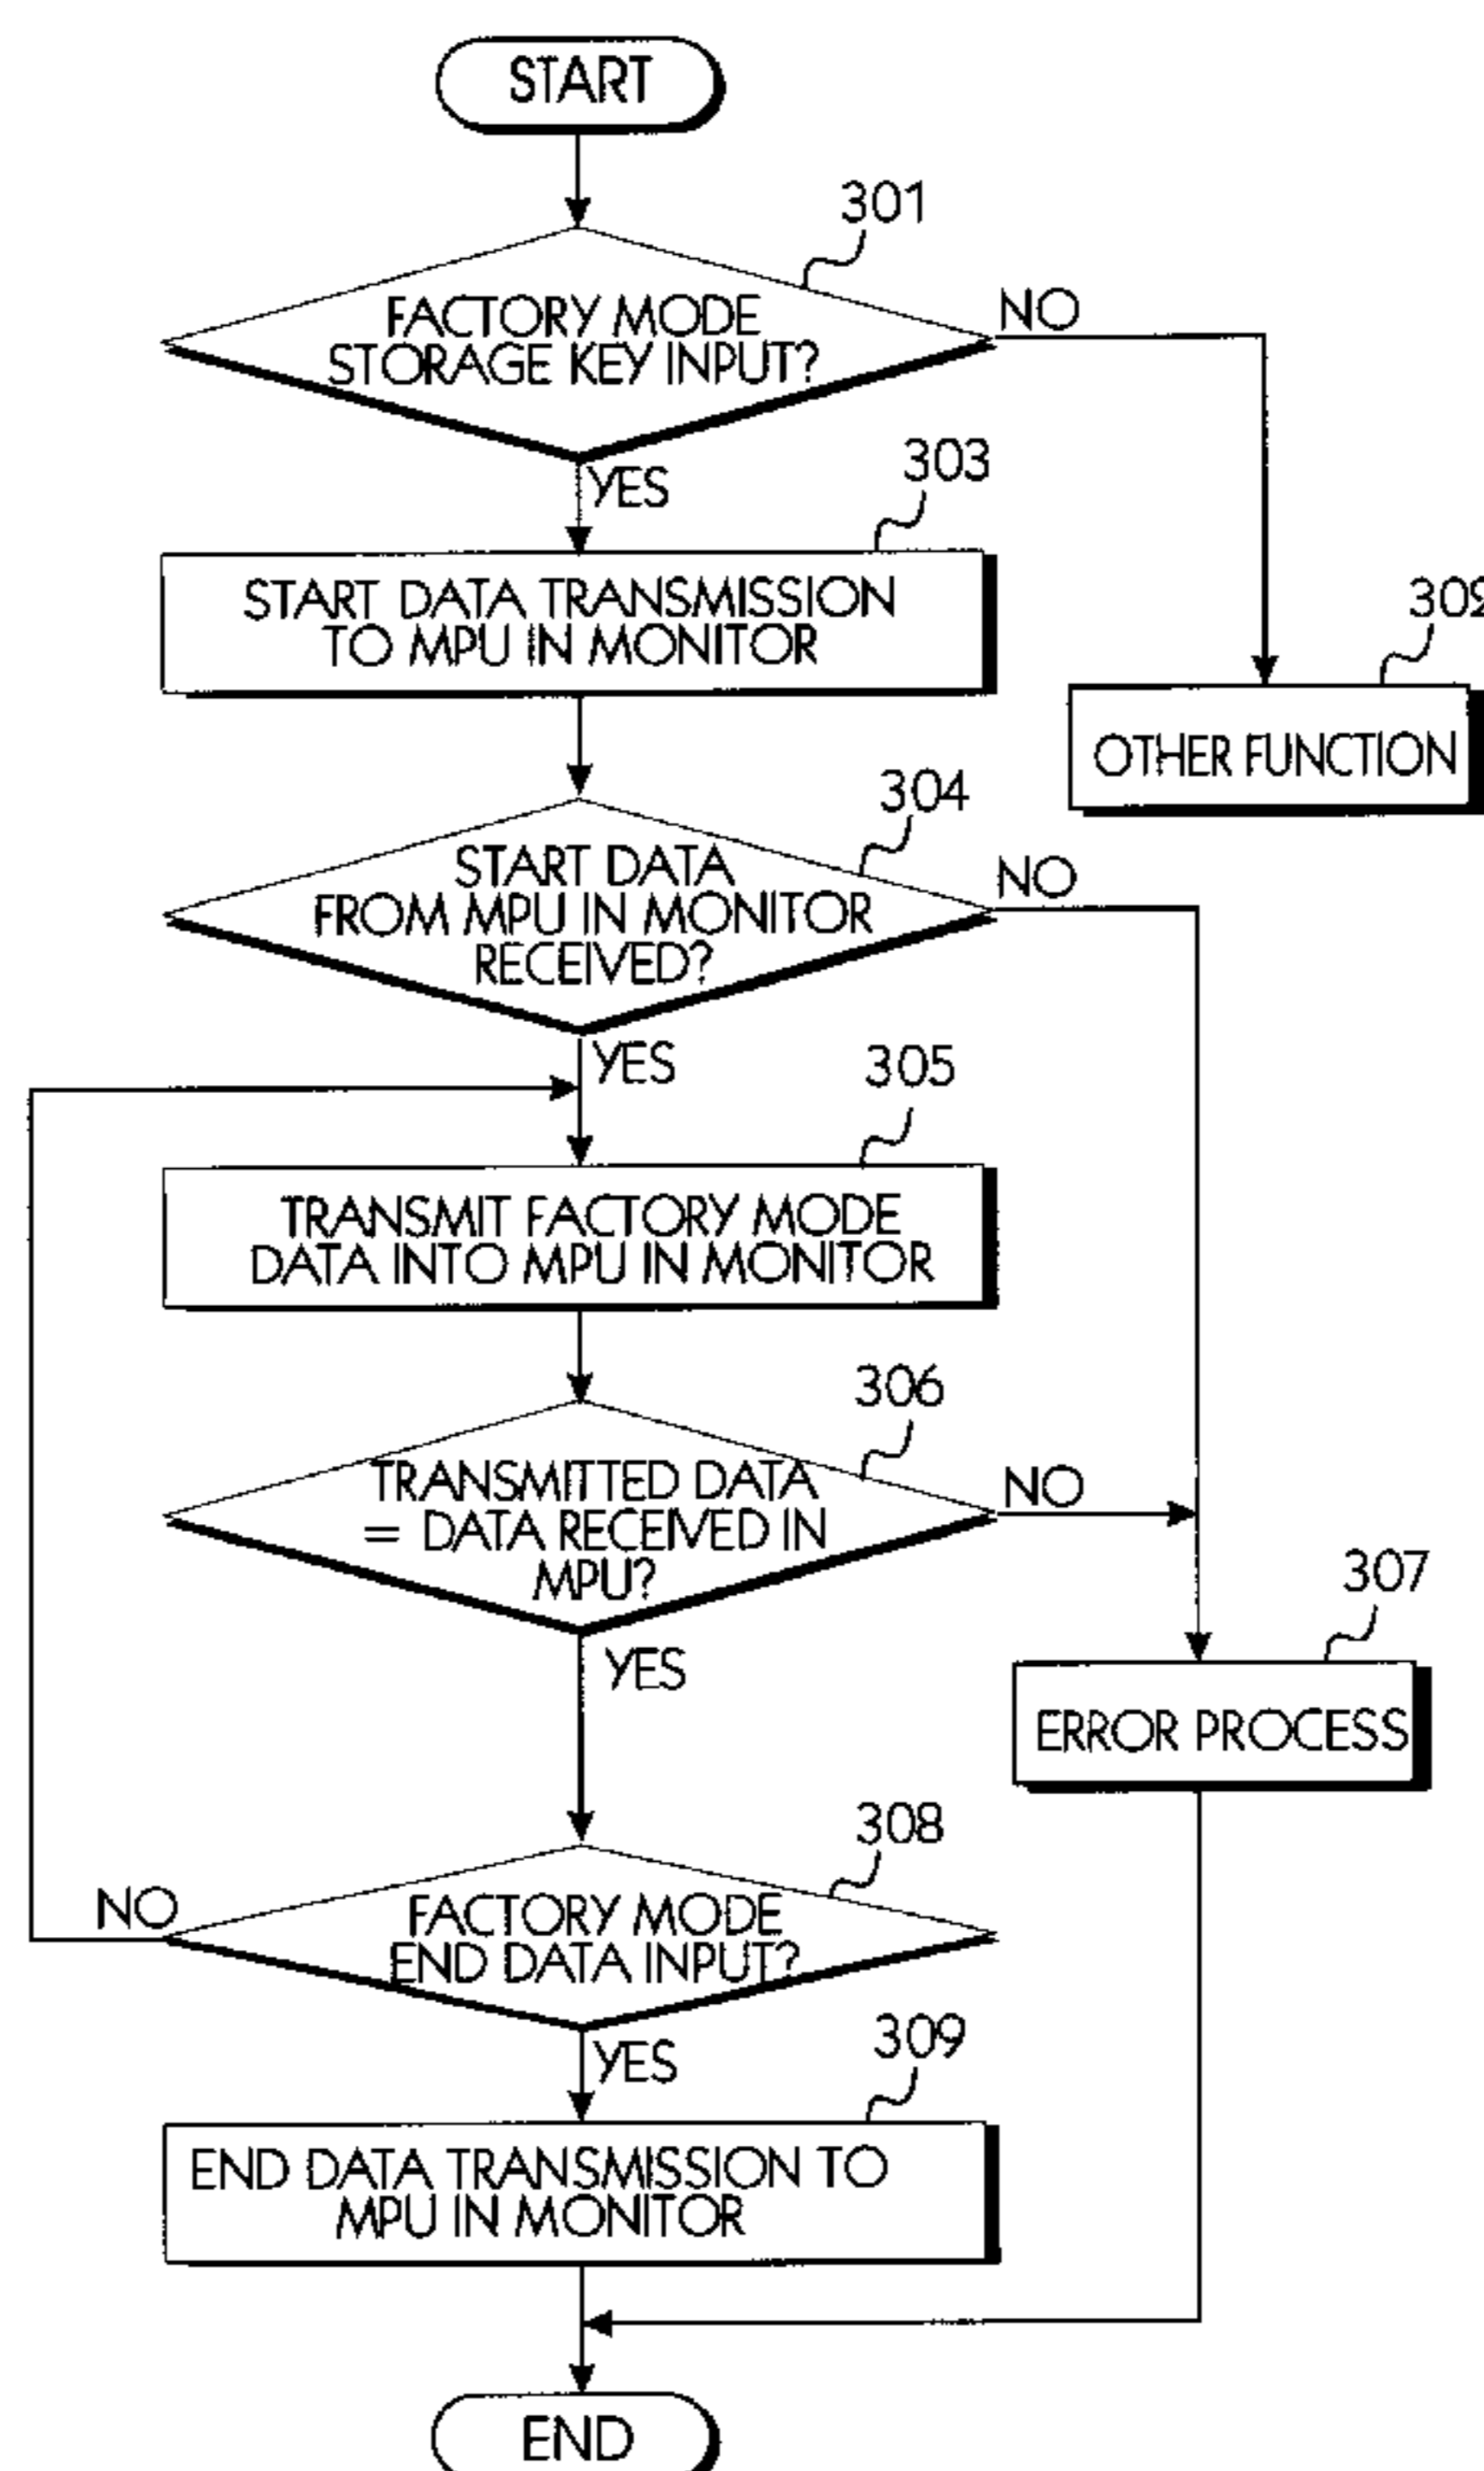 START
301
FACTORY MODE
STORAGE KEY INPUT?
NO
YES
303
START DATA TRANSMISSION
TO MPU IN MONITOR
302
OTHER FUNCTION
304
START DATA
FROM MPU IN MONITOR
RECEIVED?
NO
YES
305
TRANSMIT FACTORY MODE
DATA INTO MPU IN MONITOR
306
TRANSMITTED DATA
= DATA RECEIVED IN
MPU?
NO
YES
307
ERROR PROCESS
308
FACTORY MODE
END DATA INPUT?
NO
YES
309
END DATA TRANSMISSION TO
MPU IN MONITOR
END